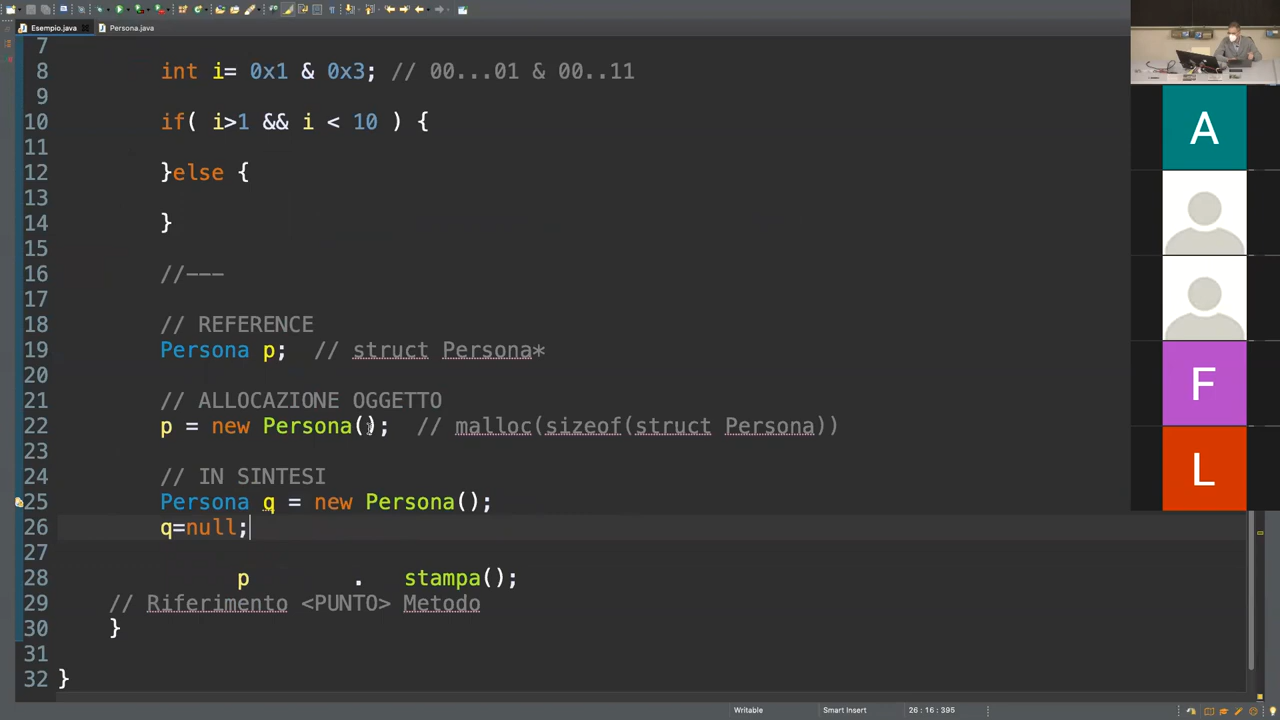 Esempio.java Persona.java
7
8 int i= 0x1 & 0x3; // 00...01 & 00..11
9
10 if( i>1 && i < 10 ) {
11
12 }else {
13
14 }
15
16 //---
17
18 // REFERENCE
19 Persona p; // struct Persona*
20
21 // ALLOCAZIONE OGGETTO
22 p = new Persona(); // malloc(sizeof(struct Persona))
23
24 // IN SINTESI
25 Persona q = new Persona();
26 q=null;
27
28 p . stampa();
29 // Riferimento <PUNTO> Metodo
30 }
31
32 }
A
F
L
Writable Smart Insert 26 : 16 : 395